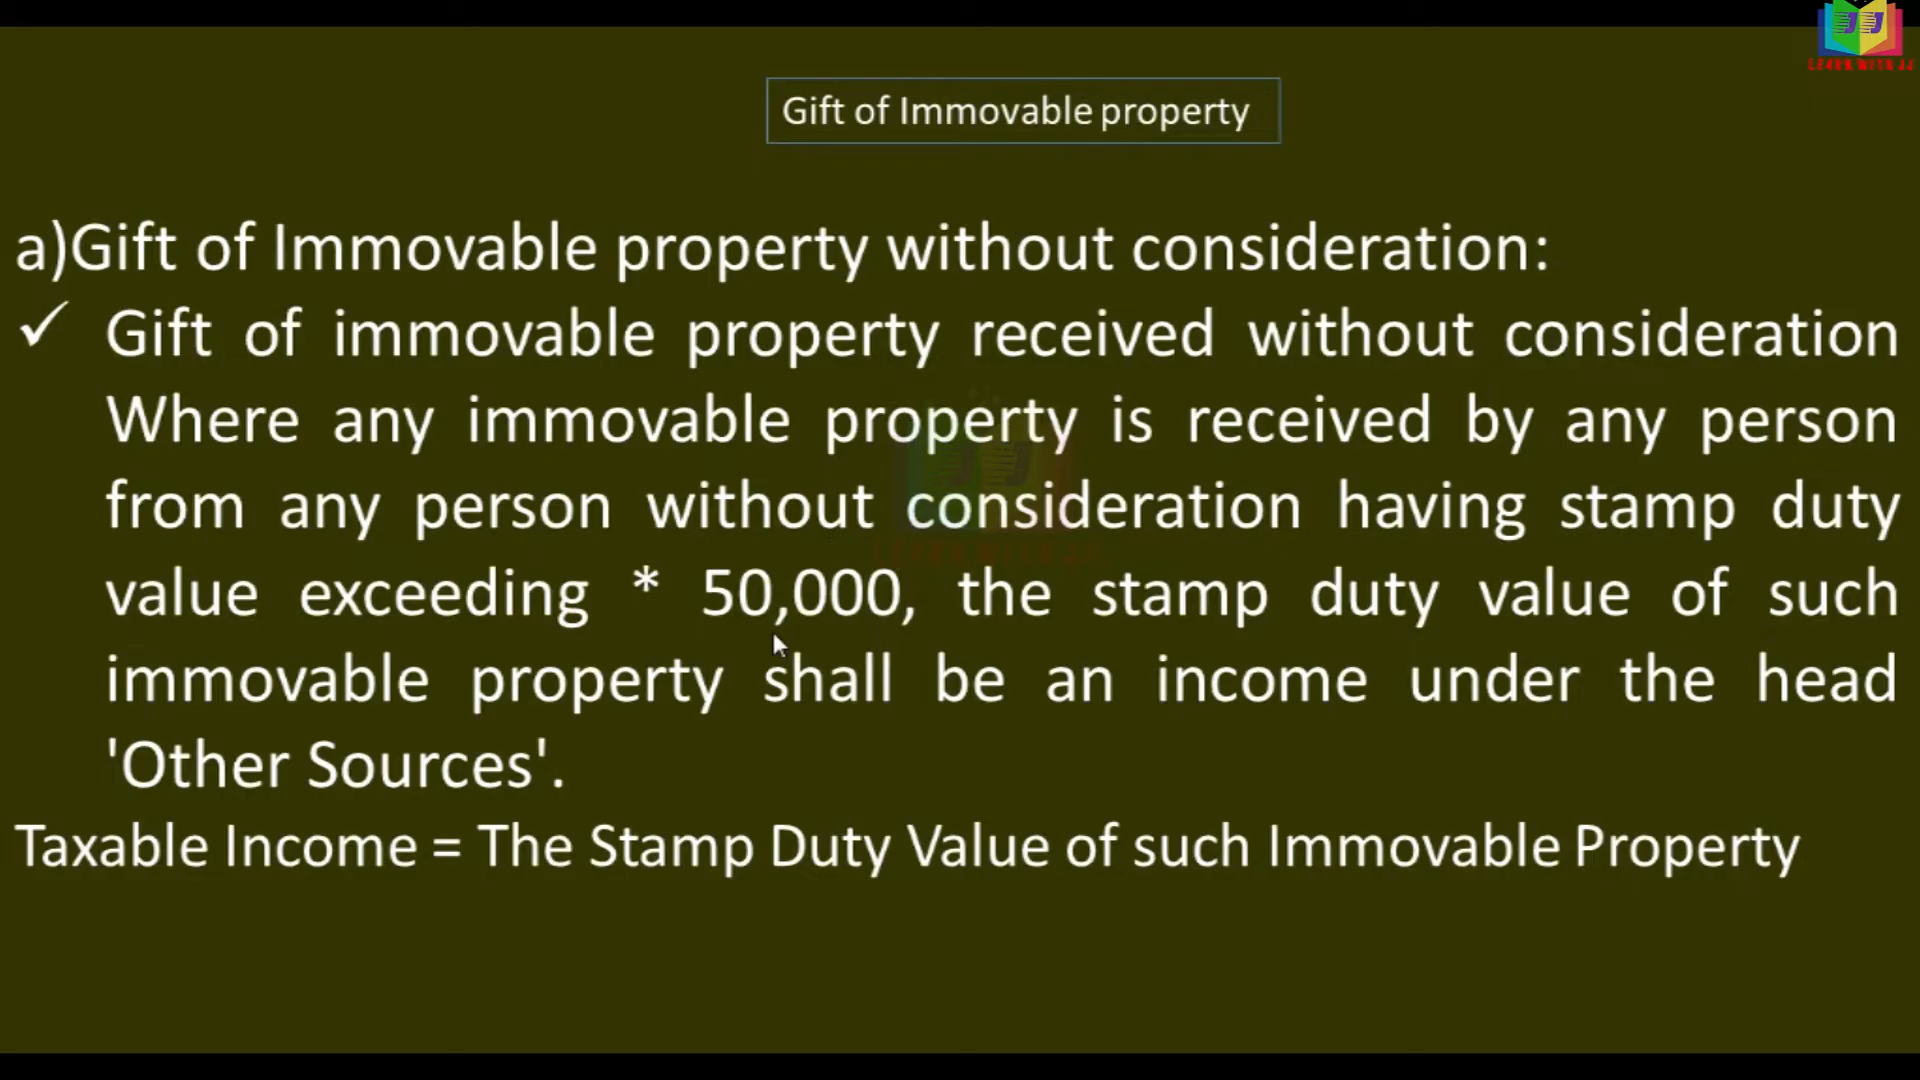 LEARN WITH JJ
Gift of Immovable property
a)Gift of Immovable property without consideration:
✓ Gift of immovable property received without consideration
Where any immovable property is received by any person
from any person without consideration having stamp duty
value exceeding * 50,000, the stamp duty value of such
immovable property shall be an income under the head
'Other Sources'.
Taxable Income = The Stamp Duty Value of such Immovable Property